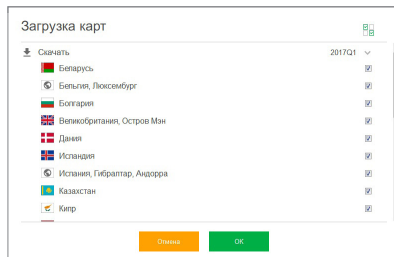 Загрузка карт
Скачать 2017Q1
Беларусь
Бельгия, Люксембург
Болгария
Великобритания, Остров Мэн
Дания
Исландия
Испания, Гибралтар, Андорра
Казахстан
Кипр
Отмена OK